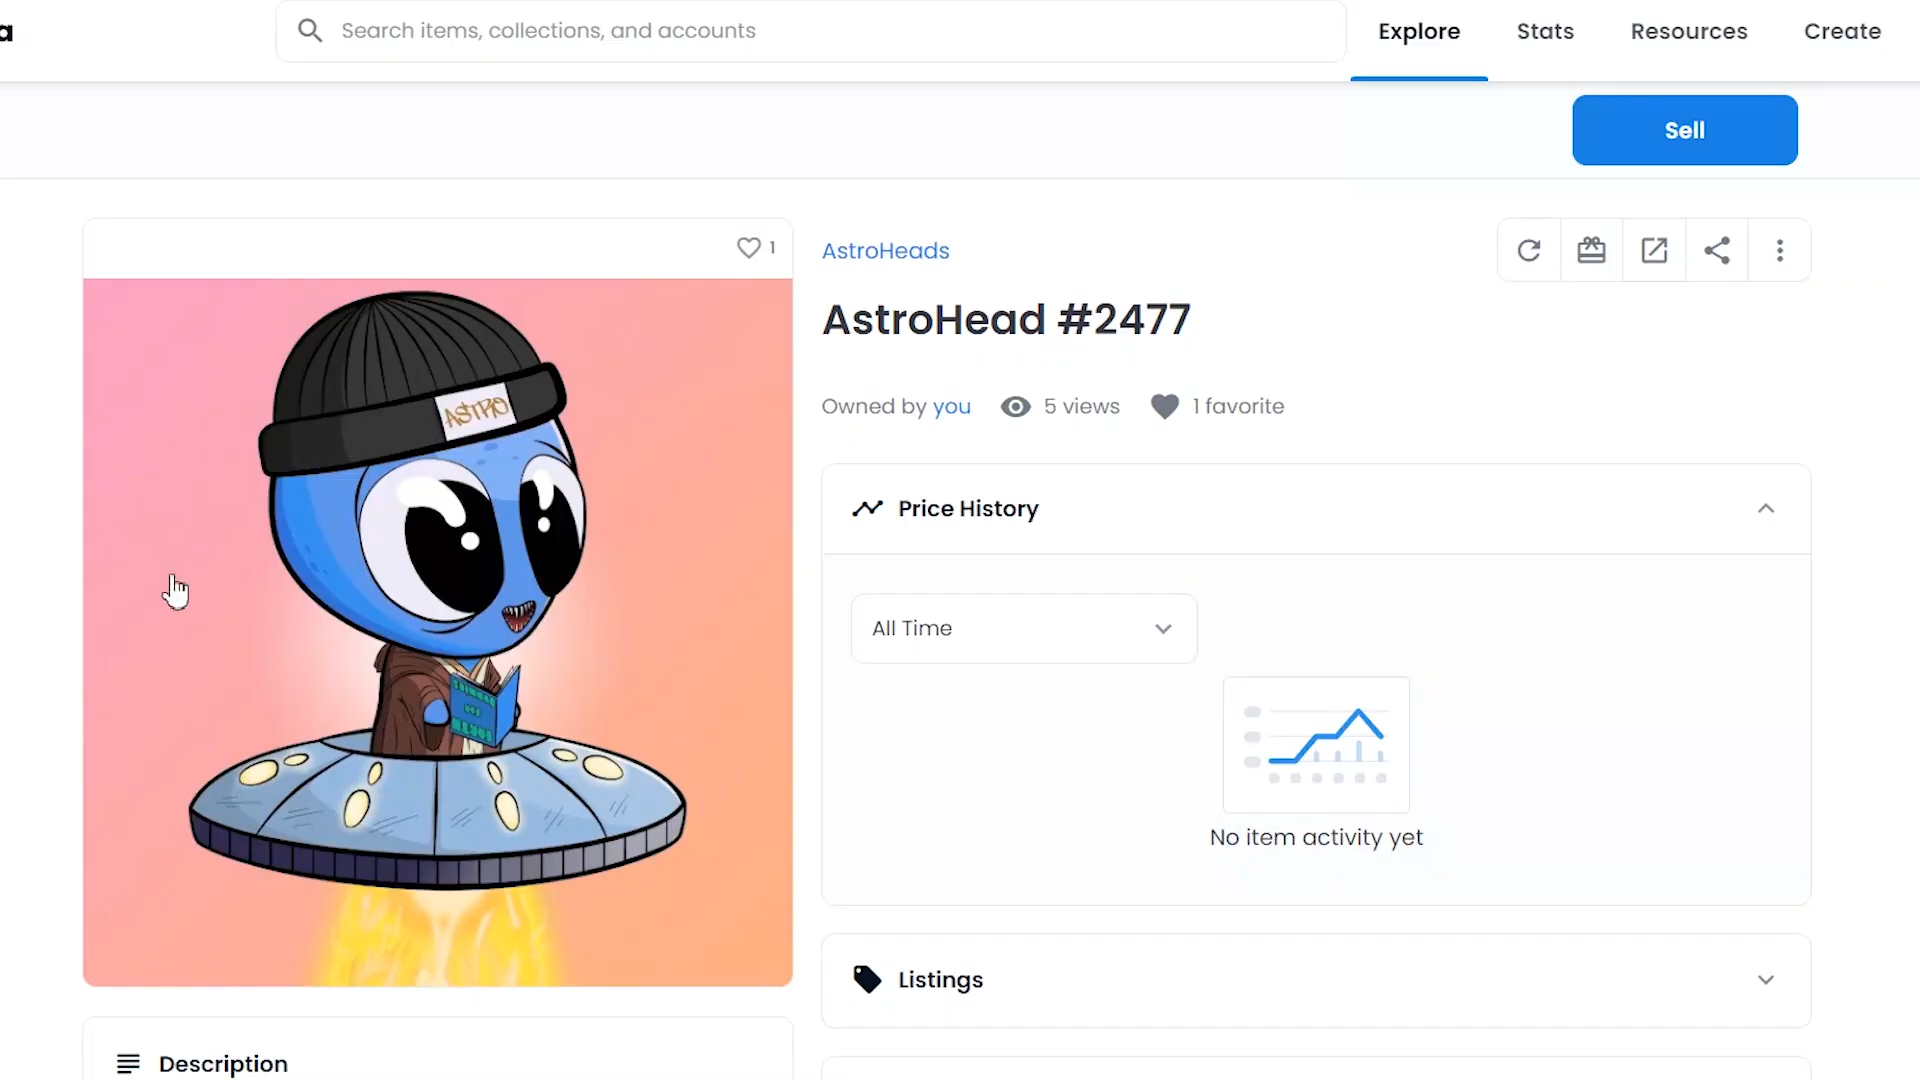 a
Search items, collections, and accounts
Explore
Stats
Resources
Create
Sell
1
AstroHeads
AstroHead #2477
Owned by you
5 views
1 favorite
ASTRO
Price History
All Time
No item activity yet
Listings
Description